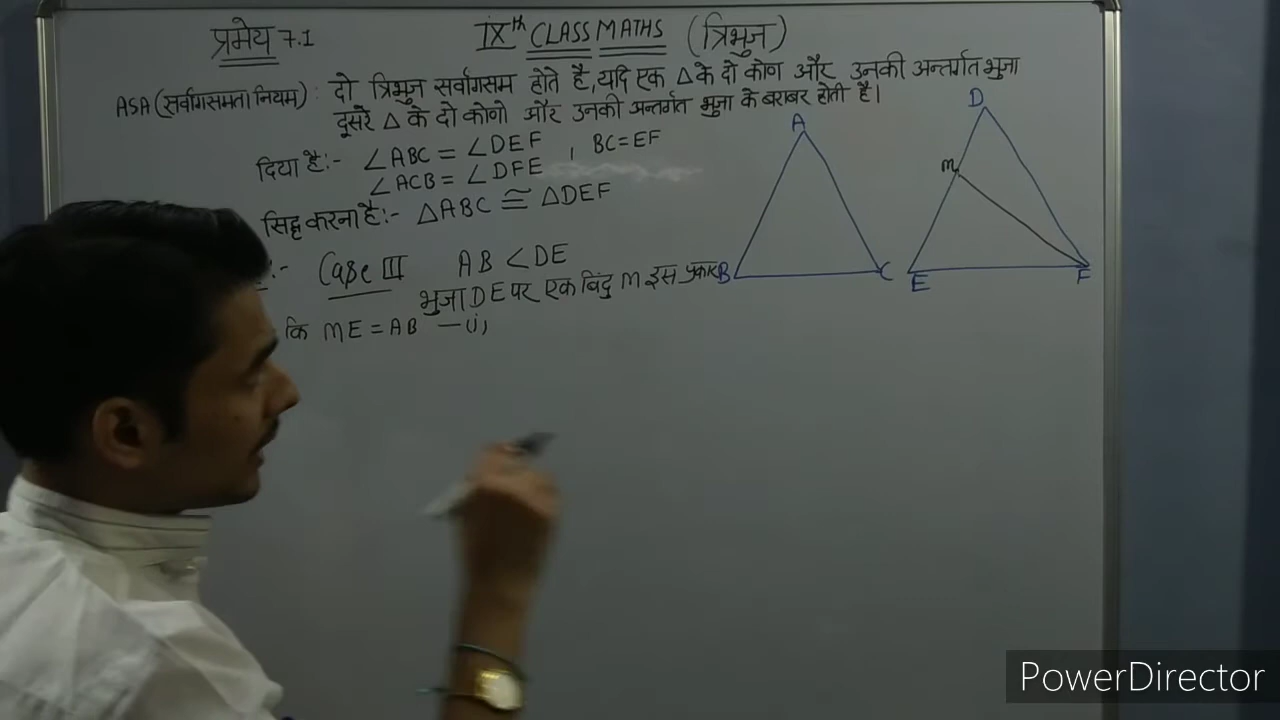 प्रमेय 7.1
IXth CLASS MATHS (त्रिभुज)
ASA (सर्वांगसमता नियम) : दो त्रिभुज सर्वांगसम होते है, यदि एक △ के दो कोण और उनकी अन्तर्गत भुजा
दूसरे △ के दो कोणो और उनकी अन्तर्गत भुजा के बराबर होती है।
दिया है:- ∠ABC = ∠DEF , BC=EF
∠ACB = ∠DFE
सिद्ध करना है:- △ABC ≅ △DEF
:- Case III AB < DE
भुजा DE पर एक बिंदु M इस प्रकार
कि ME = AB —(i)
A
B
C
D
M
E
F
PowerDirector